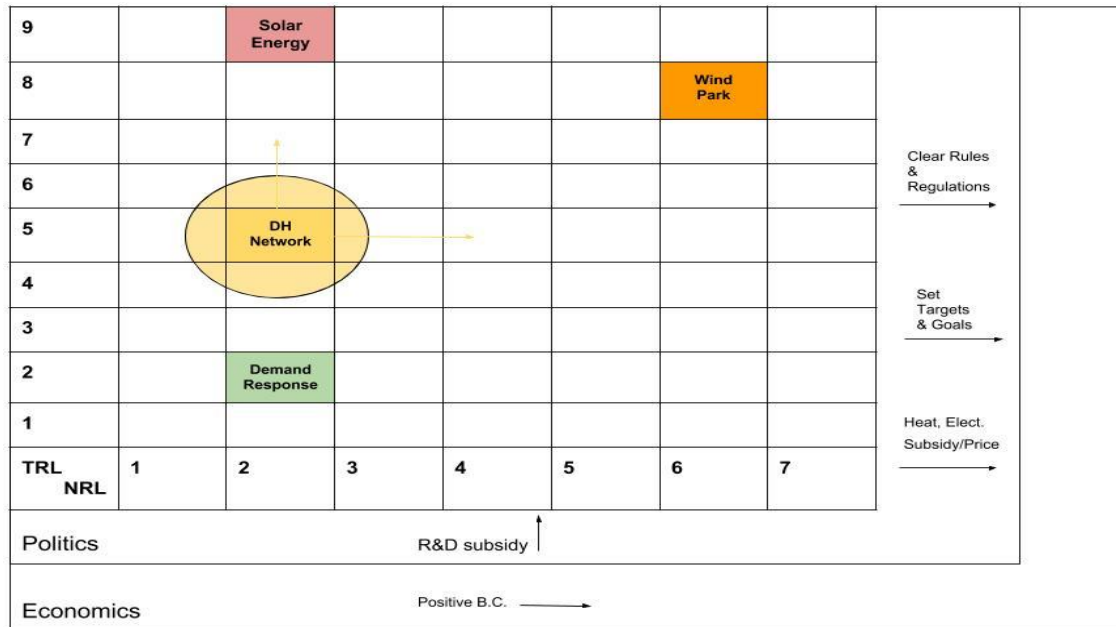 9
Solar
Energy
8
Wind
Park
7
Clear Rules
&
Regulations
6
5
DH
Network
4
Set
Targets
& Goals
3
2
Demand
Response
1
Heat, Elect.
Subsidy/Price
TRL
NRL
1
2
3
4
5
6
7
Politics
R&D subsidy
Economics
Positive B.C.